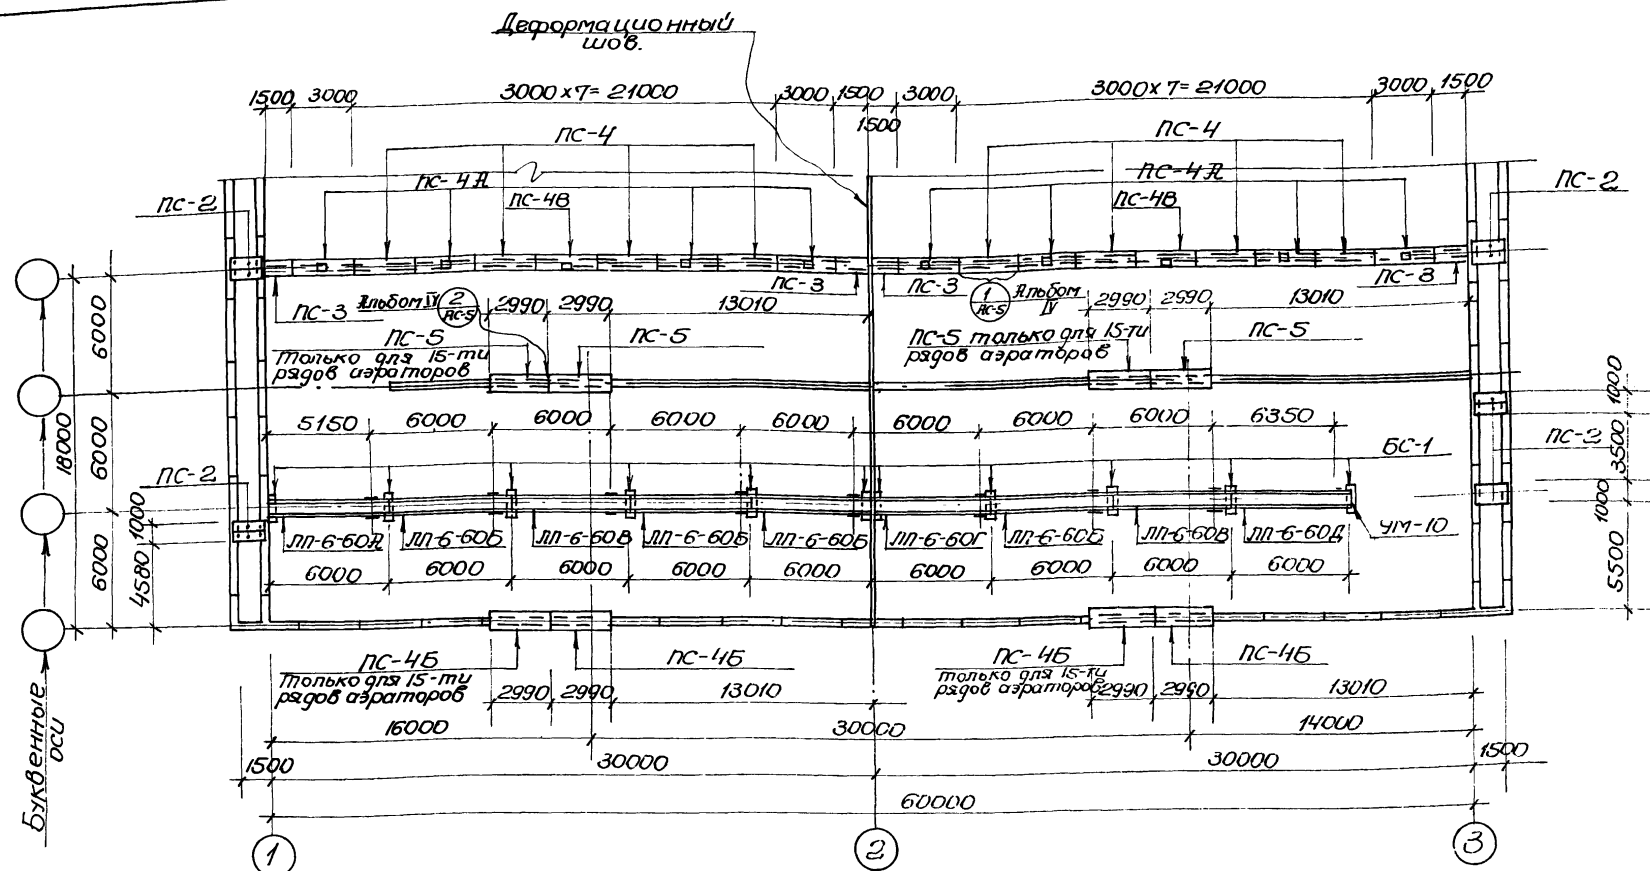 Деформационный
шов.
1500 3000 3000 x 7 = 21000 3000 1500 3000 3000 x 7 = 21000 3000 1500
1500
ПС-4 ПС-4
ПС-4А ПС-4А
ПС-2 ПС-4В ПС-4В ПС-2
ПС-3 ПС-3 ПС-3 ПС-3
Альбом IV 2 АС-5 2990 2990 13010
1 АС-5 Альбом IV 2990 2990 13010
ПС-5 ПС-5
Только для 15-ти
рядов аэраторов
ПС-5 только для 15-ти ПС-5
рядов аэраторов
6000
6000
6000
18000
5150 6000 6000 6000 6000 6000 6000 6000 6350
ПС-2 БС-1 ПС-2
1000
3500
1000
5500
1000
4580
ЛП-6-60А ЛП-6-60Б ЛП-6-60В ЛП-6-60Б ЛП-6-60Б ЛП-6-60Г ЛП-6-60Б ЛП-6-60В ЛП-6-60Д УМ-10
6000 6000 6000 6000 6000 6000 6000 6000 6000
ПС-4Б ПС-4Б ПС-4Б ПС-4Б
Только для 15-ти
рядов аэраторов
только для 15-ти
рядов аэраторов
2990 2990 13010 2990 2990 13010
16000 30000 14000
1500 30000 30000 1500
60000
Буквенные
оси
1 2 3